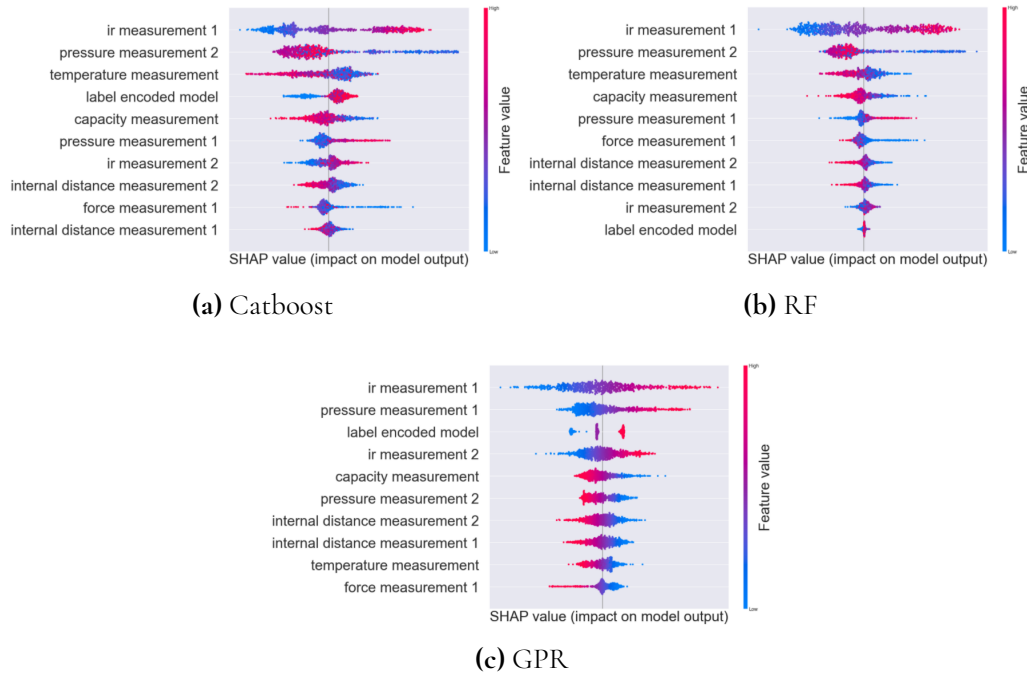 High
ir measurement 1
pressure measurement 2
temperature measurement
label encoded model
capacity measurement
pressure measurement 1
ir measurement 2
internal distance measurement 2
force measurement 1
internal distance measurement 1
Feature value
Low
SHAP value (impact on model output)
(a) Catboost
High
ir measurement 1
pressure measurement 2
temperature measurement
capacity measurement
pressure measurement 1
force measurement 1
internal distance measurement 2
internal distance measurement 1
ir measurement 2
label encoded model
Feature value
Low
SHAP value (impact on model output)
(b) RF
High
ir measurement 1
pressure measurement 1
label encoded model
ir measurement 2
capacity measurement
pressure measurement 2
internal distance measurement 2
internal distance measurement 1
temperature measurement
force measurement 1
Feature value
Low
SHAP value (impact on model output)
(c) GPR